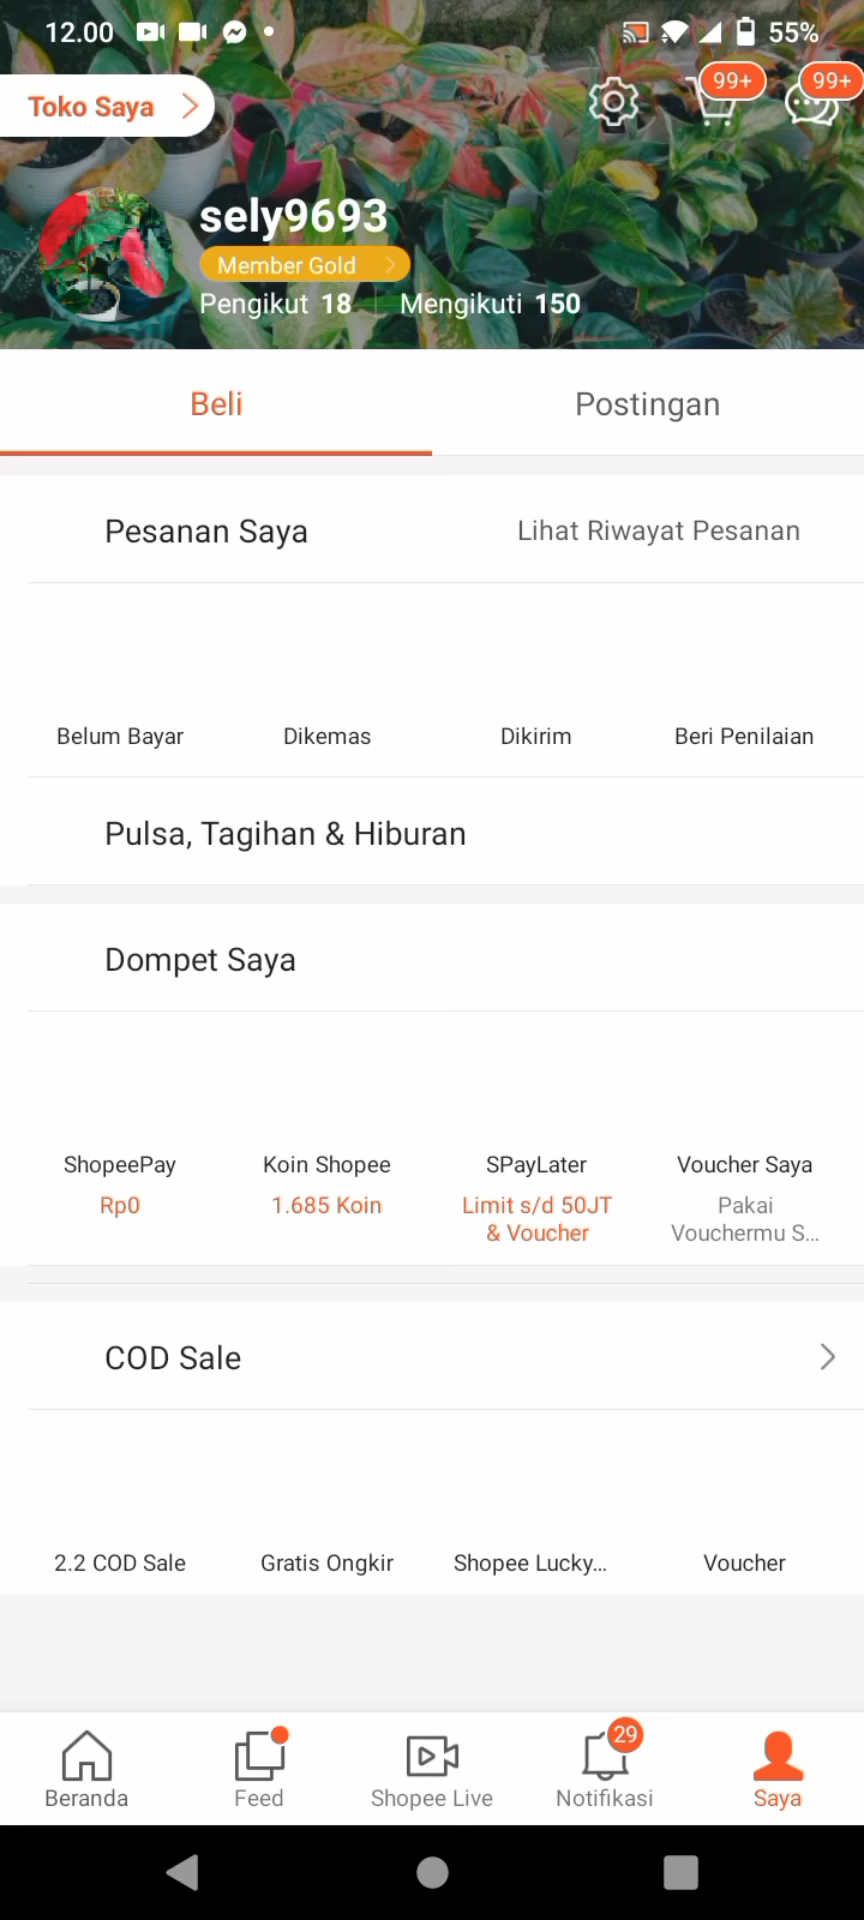 12.00
55%
Toko Saya
99+
99+
sely9693
Member Gold
Pengikut 18
Mengikuti 150
Beli
Postingan
Pesanan Saya
Lihat Riwayat Pesanan
Belum Bayar
Dikemas
Dikirim
Beri Penilaian
Pulsa, Tagihan & Hiburan
Dompet Saya
ShopeePay
Koin Shopee
SPayLater
Voucher Saya
Rp0
1.685 Koin
Limit s/d 50JT
& Voucher
Pakai
Vouchermu S...
COD Sale
2.2 COD Sale
Gratis Ongkir
Shopee Lucky...
Voucher
29
Beranda
Feed
Shopee Live
Notifikasi
Saya